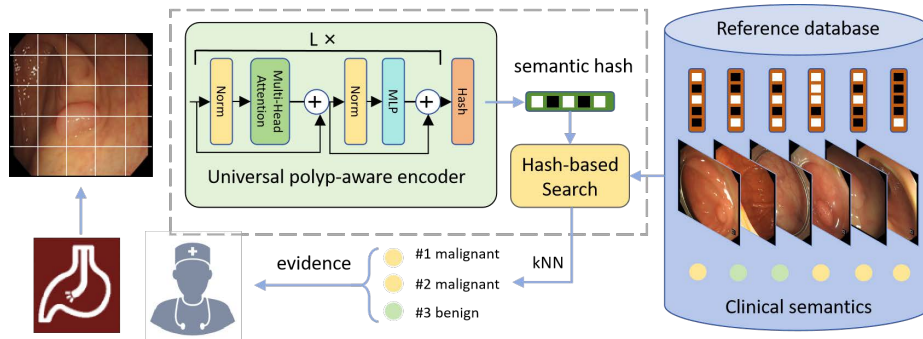 L ×
Norm
Multi-Head
Attention
Norm
MLP
Hash
Universal polyp-aware encoder
semantic hash
Hash-based
Search
Reference database
Clinical semantics
kNN
evidence
#1 malignant
#2 malignant
#3 benign